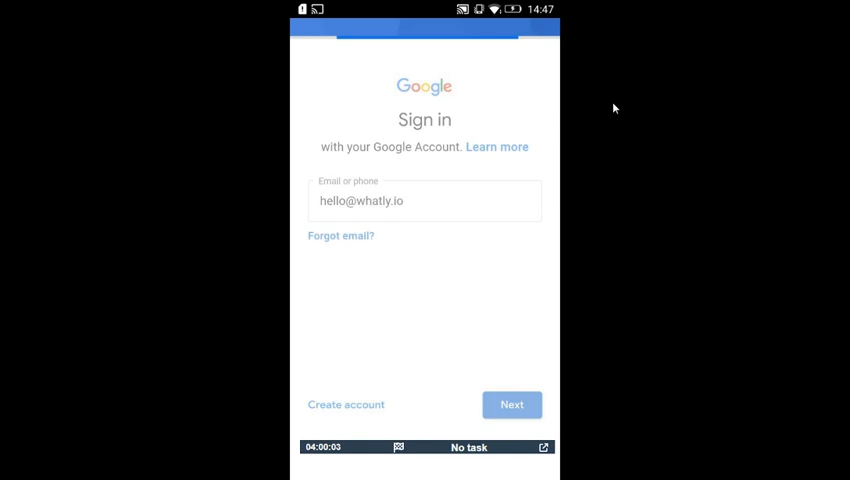 14:47
Google
Sign in
with your Google Account. Learn more
Email or phone
hello@whatly.io
Forgot email?
Create account
Next
04:00:03
No task